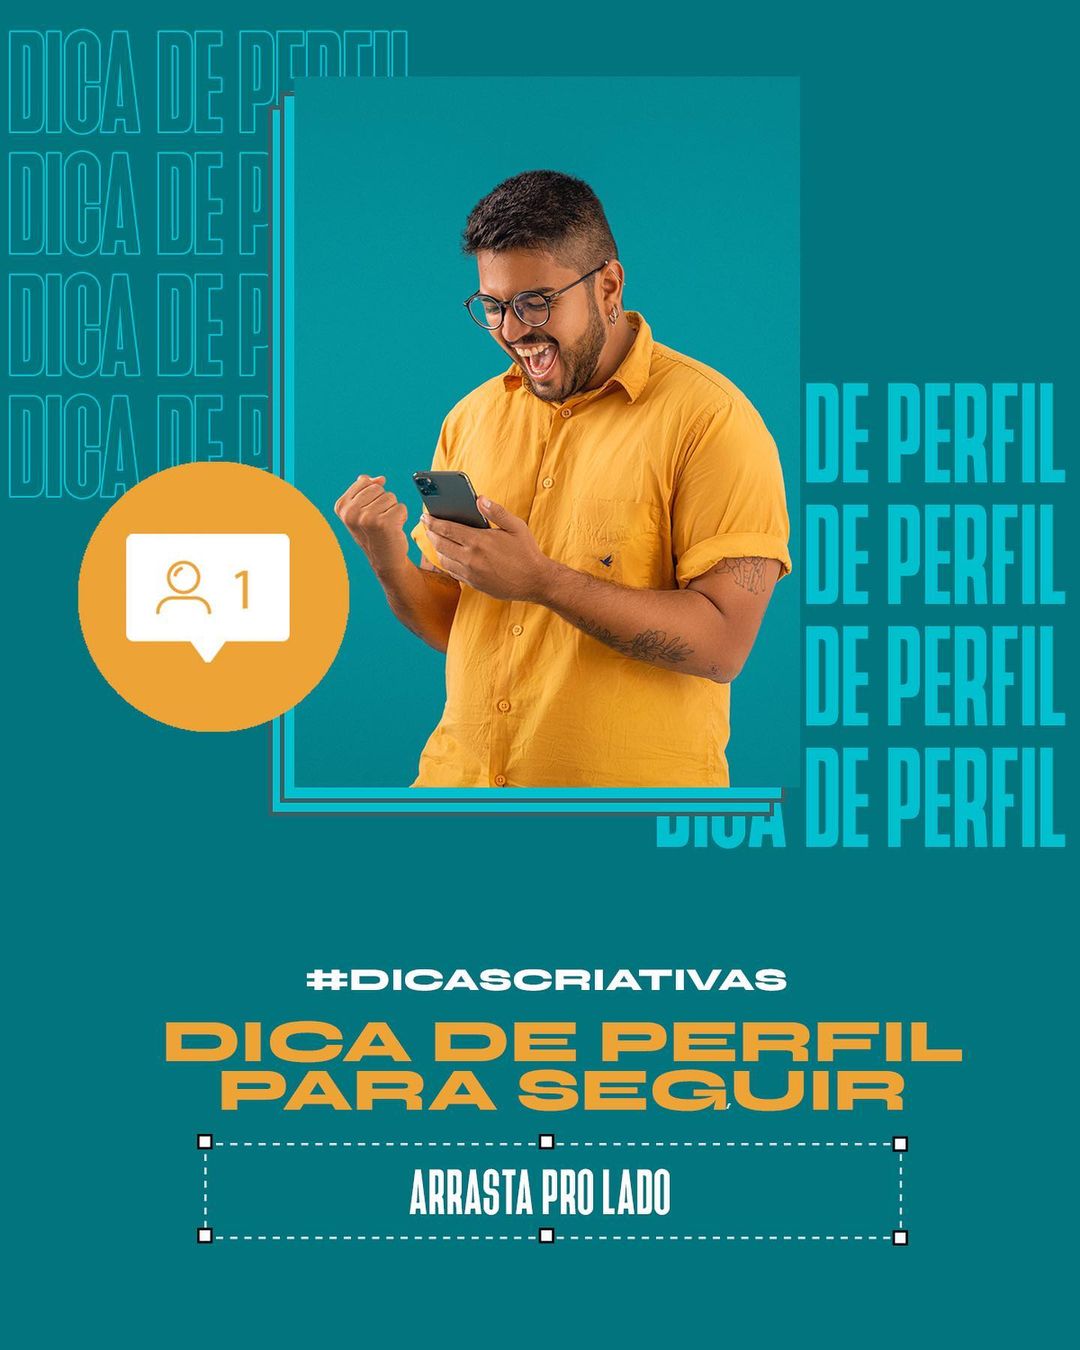 DICA DE PERFIL
DICA DE P
DICA DE P
DICA DE P
DE PERFIL
DE PERFIL
DE PERFIL
DICA DE PERFIL
1
#DICASCRIATIVAS
DICA DE PERFIL
PARA SEGUIR
ARRASTA PRO LADO